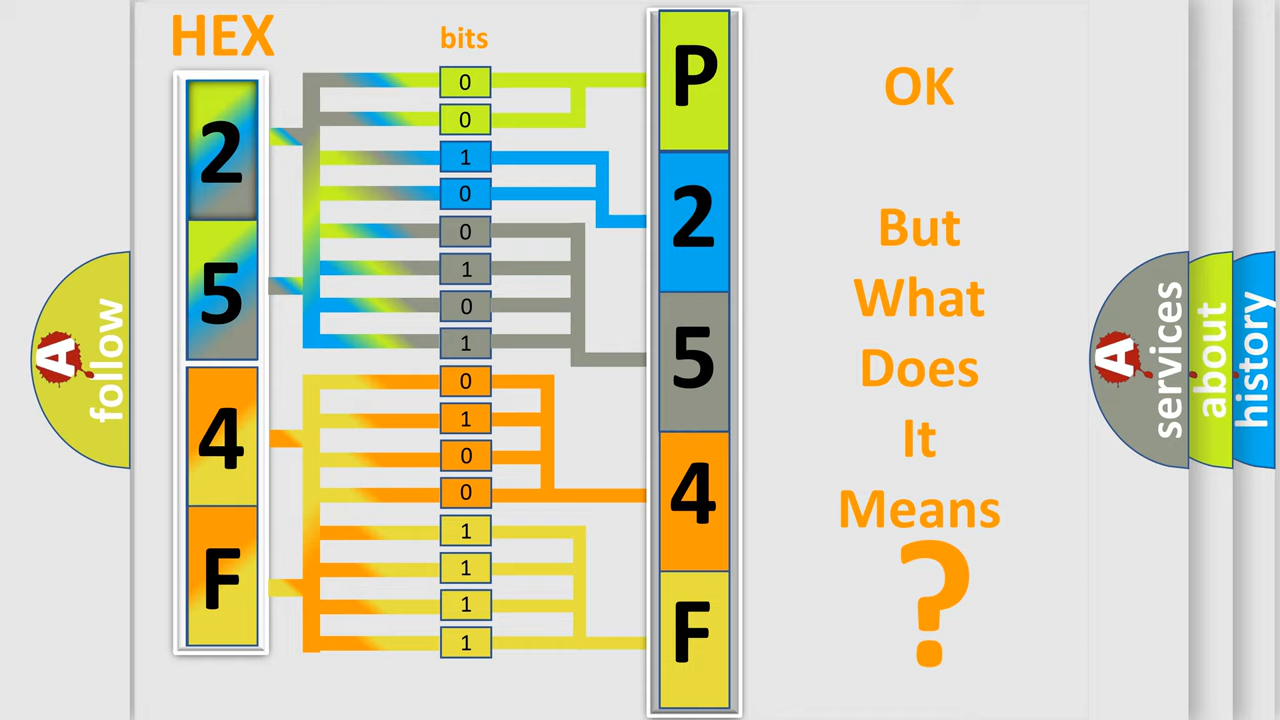 HEX
bits
2
5
4
F
0
0
1
0
0
1
0
1
0
1
0
0
1
1
1
1
P
2
5
4
F
OK
But
What
Does
It
Means
?
A
follow
A
services
about
history